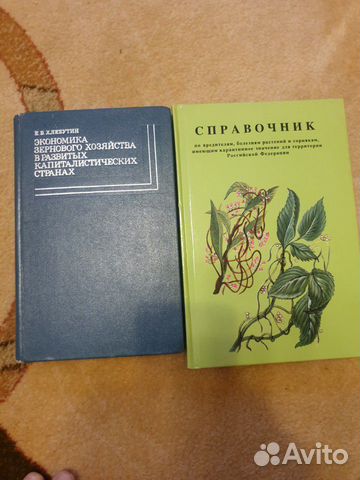 Е.В. ХЛЕБУТИН
ЭКОНОМИКА
ЗЕРНОВОГО ХОЗЯЙСТВА
В РАЗВИТЫХ
КАПИТАЛИСТИЧЕСКИХ
СТРАНАХ
СПРАВОЧНИК
по вредителям, болезням растений и сорнякам,
имеющим карантинное значение для территории
Российской Федерации
Avito